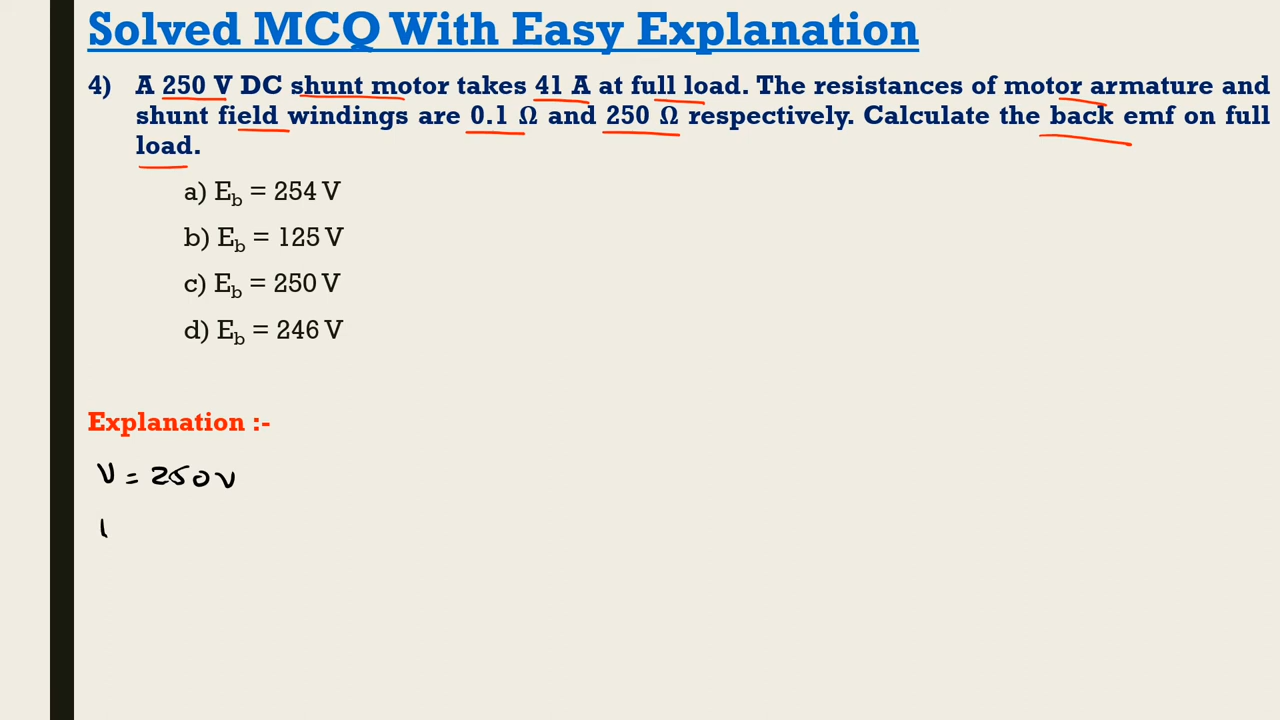 Solved MCQ With Easy Explanation
4) A 250 V DC shunt motor takes 41 A at full load. The resistances of motor armature and
shunt field windings are 0.1 Ω and 250 Ω respectively. Calculate the back emf on full
load.
a) Eb = 254 V
b) Eb = 125 V
c) Eb = 250 V
d) Eb = 246 V
Explanation :-
V = 250 V
I